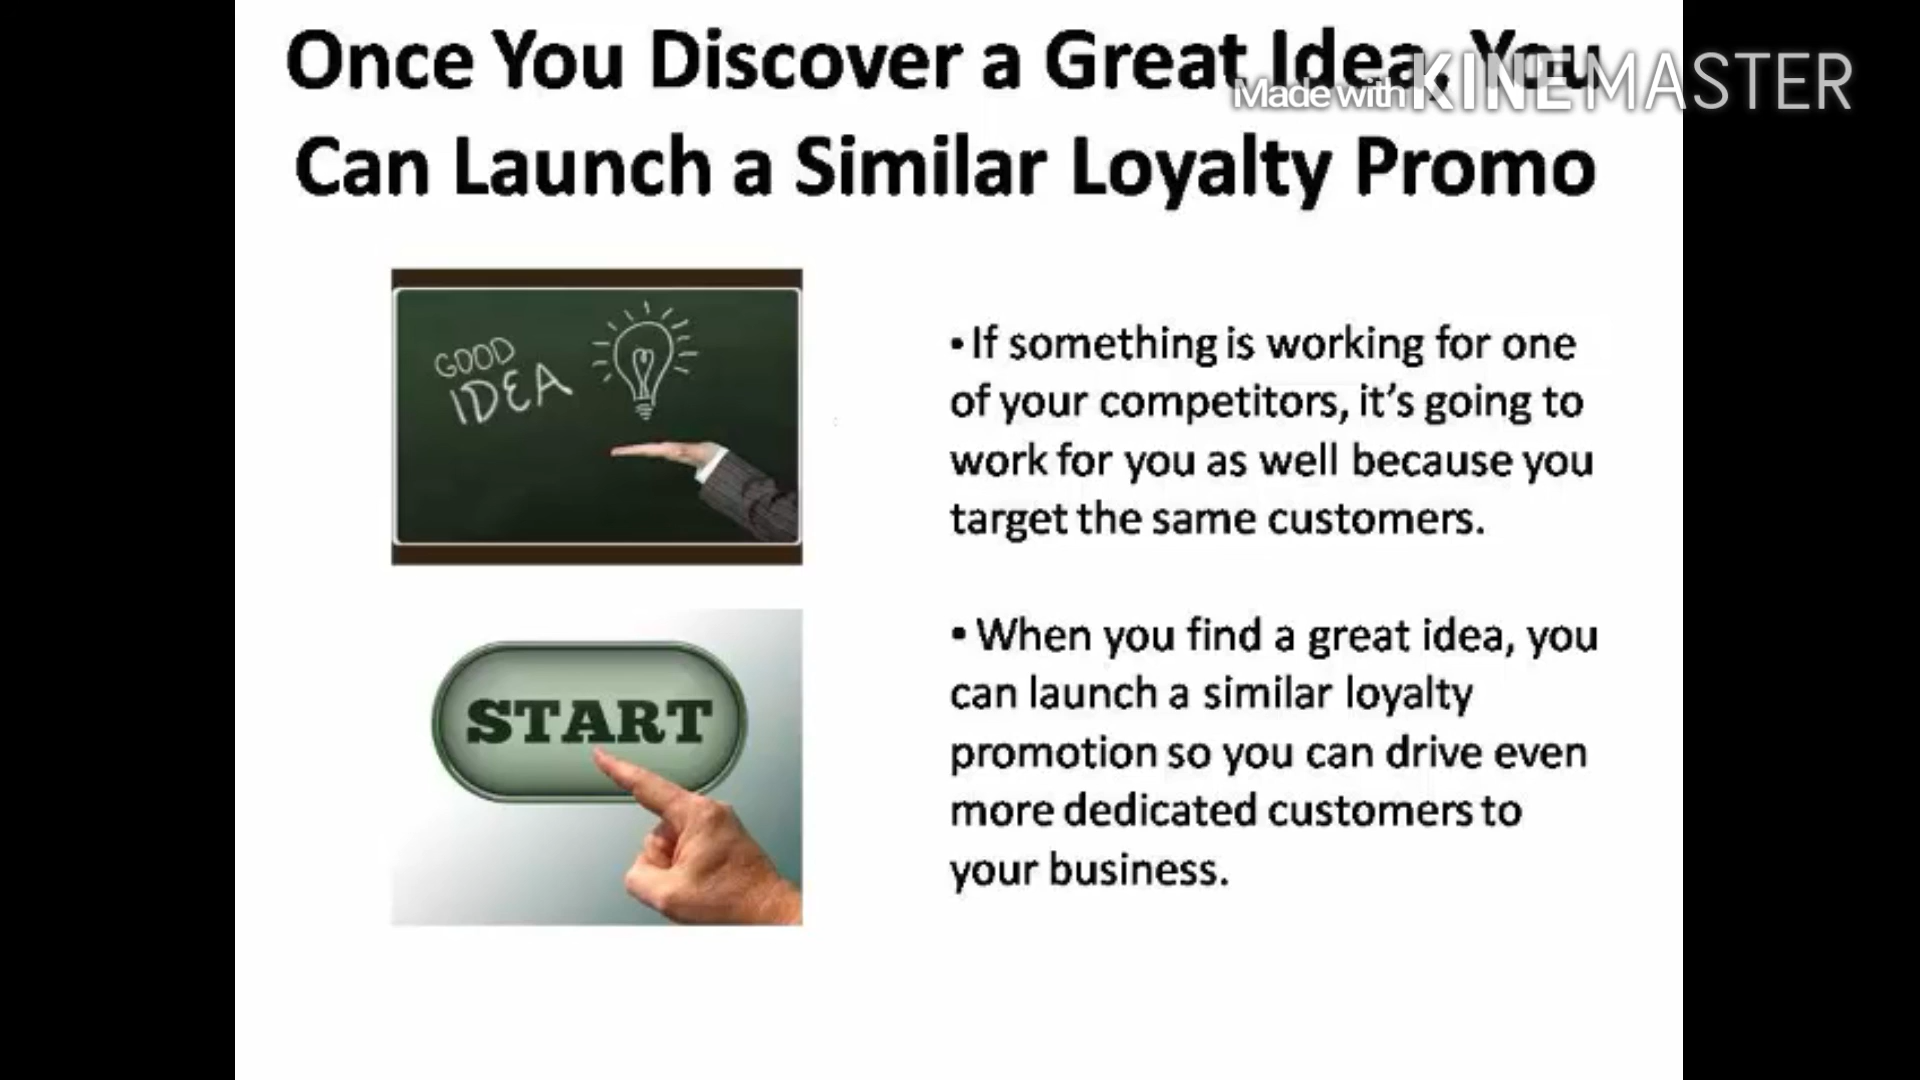 Once You Discover a Great Idea, You
Made with KINEMASTER
Can Launch a Similar Loyalty Promo
GOOD
IDEA
• If something is working for one
of your competitors, it's going to
work for you as well because you
target the same customers.
START
• When you find a great idea, you
can launch a similar loyalty
promotion so you can drive even
more dedicated customers to
your business.